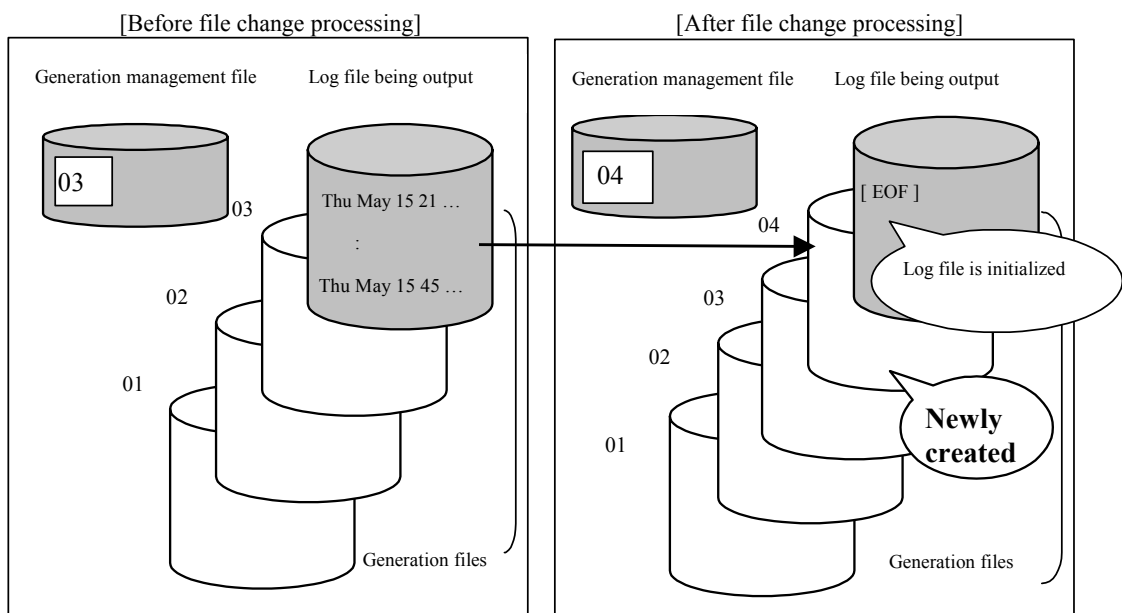 [Before file change processing]
Generation management file
Log file being output
03
03
Thu May 15 21 …
:
Thu May 15 45 …
02
01
Generation files
[After file change processing]
Generation management file
Log file being output
04
04
[ EOF ]
Log file is initialized
03
02
01
Newly
created
Generation files